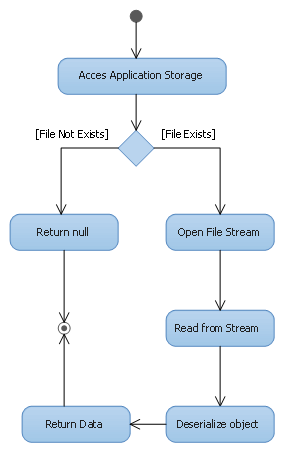 Acces Application Storage
[File Not Exists]
[File Exists]
Return null
Open File Stream
Read from Stream
Return Data
Deserialize object